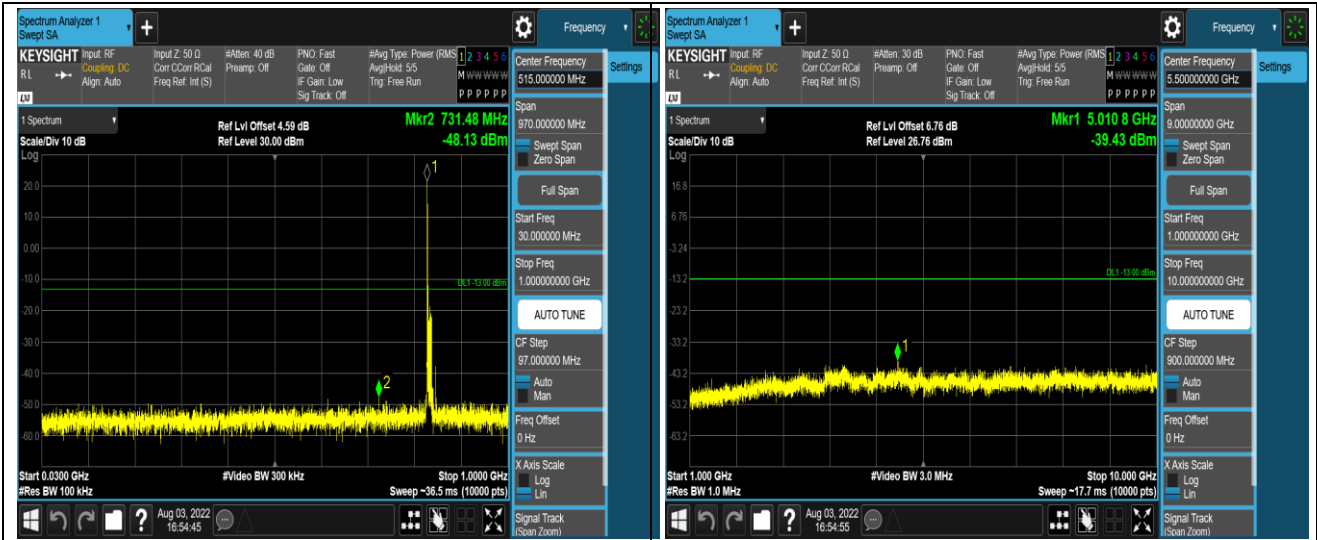 Spectrum Analyzer 1
Swept SA
Frequency
KEYSIGHT
Input: RF
Coupling: DC
Align: Auto
Input Z: 50 Ω
Corr CCorr RCal
Freq Ref: Int (S)
#Atten: 40 dB
Preamp: Off
PNO: Fast
Gate: Off
IF Gain: Low
Sig Track: Off
#Avg Type: Power (RMS
Avg|Hold: 5/5
Trig: Free Run
1 2 3 4 5 6
M W W W W W
P P P P P P
R L
LXI
1 Spectrum
Scale/Div 10 dB
Log
Ref Lvl Offset 4.59 dB
Ref Level 30.00 dBm
Mkr2 731.48 MHz
-48.13 dBm
1
20.0
10.0
0.00
-10.0
-20.0
-30.0
-40.0
-50.0
-60.0
DL1 -13.00 dBm
2
Start 0.0300 GHz
#Res BW 100 kHz
#Video BW 300 kHz
Stop 1.0000 GHz
Sweep ~36.5 ms (10000 pts)
Aug 03, 2022
16:54:45
Center Frequency
515.000000 MHz
Settings
Span
970.000000 MHz
Swept Span
Zero Span
Full Span
Start Freq
30.000000 MHz
Stop Freq
1.000000000 GHz
AUTO TUNE
CF Step
97.000000 MHz
Auto
Man
Freq Offset
0 Hz
X Axis Scale
Log
Lin
Signal Track
(Span Zoom)
Spectrum Analyzer 1
Swept SA
Frequency
KEYSIGHT
Input: RF
Coupling: DC
Align: Auto
Input Z: 50 Ω
Corr CCorr RCal
Freq Ref: Int (S)
#Atten: 30 dB
Preamp: Off
PNO: Fast
Gate: Off
IF Gain: Low
Sig Track: Off
#Avg Type: Power (RMS
Avg|Hold: 5/5
Trig: Free Run
1 2 3 4 5 6
M W W W W W
P P P P P P
R L
LXI
1 Spectrum
Scale/Div 10 dB
Log
Ref Lvl Offset 6.76 dB
Ref Level 26.76 dBm
Mkr1 5.010 8 GHz
-39.43 dBm
16.8
6.76
-3.24
-13.2
-23.2
-33.2
-43.2
-53.2
-63.2
DL1 -13.00 dBm
1
Start 1.000 GHz
#Res BW 1.0 MHz
#Video BW 3.0 MHz
Stop 10.000 GHz
Sweep ~17.7 ms (10000 pts)
Aug 03, 2022
16:54:55
Center Frequency
5.500000000 GHz
Settings
Span
9.00000000 GHz
Swept Span
Zero Span
Full Span
Start Freq
1.000000000 GHz
Stop Freq
10.000000000 GHz
AUTO TUNE
CF Step
900.000000 MHz
Auto
Man
Freq Offset
0 Hz
X Axis Scale
Log
Lin
Signal Track
(Span Zoom)